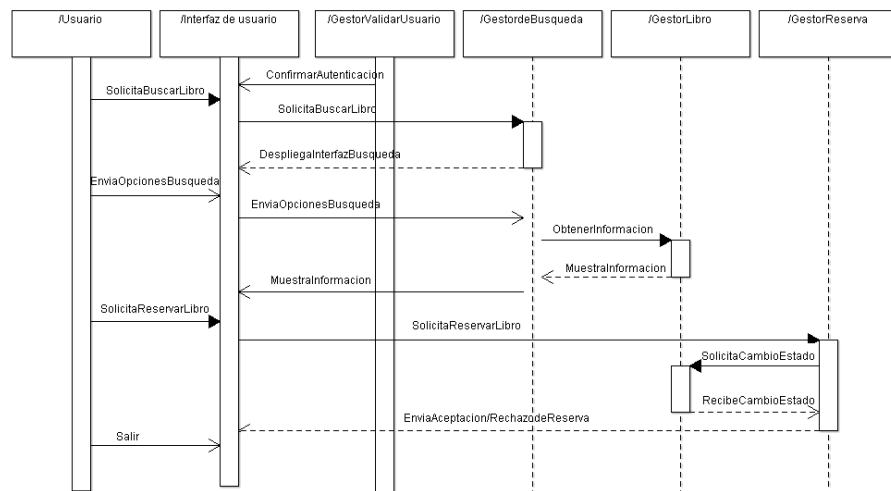 /Usuario
/Interfaz de usuario
/GestorValidarUsuario
/GestordeBusqueda
/GestorLibro
/GestorReserva
ConfirmarAutenticacion
SolicitaBuscarLibro
SolicitaBuscarLibro
DespliegaInterfazBusqueda
EnviaOpcionesBusqueda
EnviaOpcionesBusqueda
ObtenerInformacion
MuestraInformacion
MuestraInformacion
SolicitaReservarLibro
SolicitaReservarLibro
SolicitaCambioEstado
RecibeCambioEstado
EnviaAceptacion/RechazodeReserva
Salir